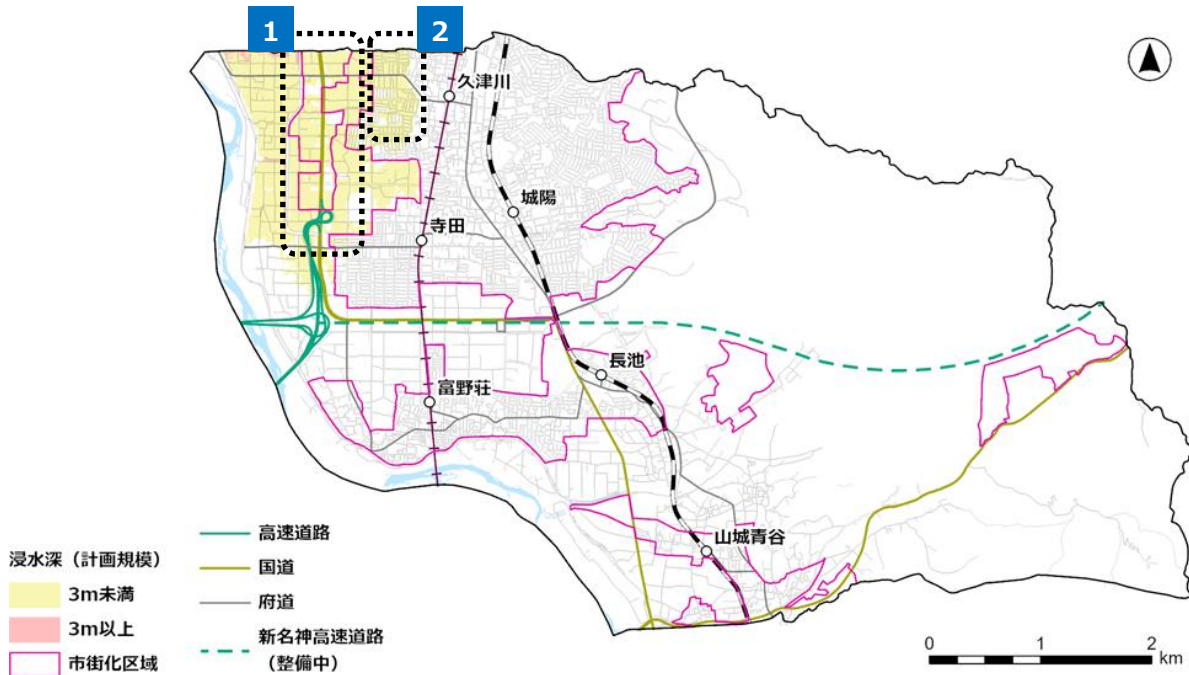 1
2
久津川
城陽
寺田
長池
富野荘
山城青谷
浸水深（計画規模）
3m未満
3m以上
市街化区域
高速道路
国道
府道
新名神高速道路
（整備中）
0 1 2
km